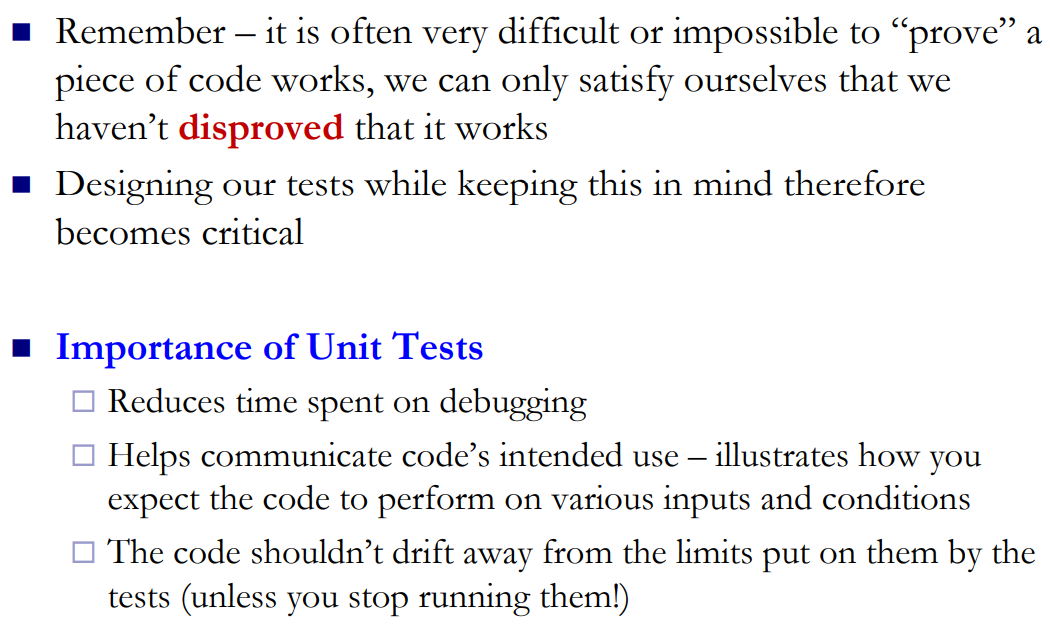 Remember – it is often very difficult or impossible to “prove” a
piece of code works, we can only satisfy ourselves that we
haven’t disproved that it works
Designing our tests while keeping this in mind therefore
becomes critical
Importance of Unit Tests
Reduces time spent on debugging
Helps communicate code’s intended use – illustrates how you
expect the code to perform on various inputs and conditions
The code shouldn’t drift away from the limits put on them by the
tests (unless you stop running them!)